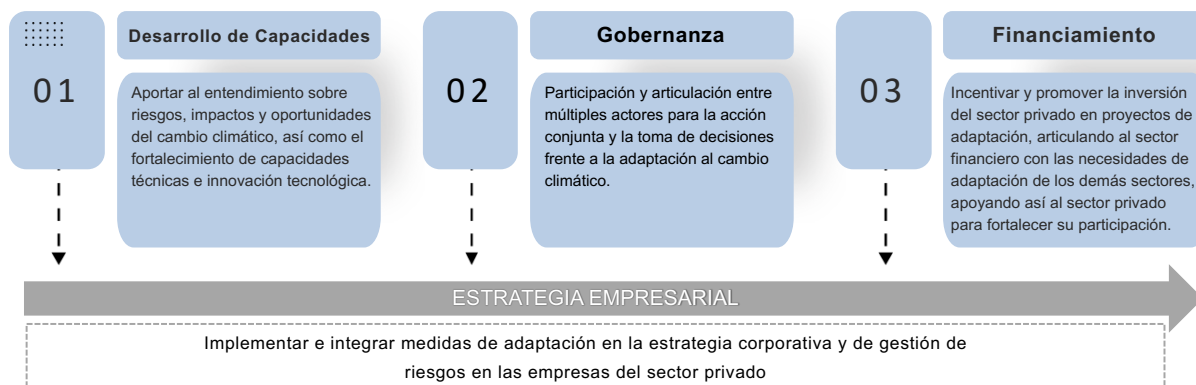 01
Desarrollo de Capacidades
Aportar al entendimiento sobre
riesgos, impactos y oportunidades
del cambio climático, así como el
fortalecimiento de capacidades
técnicas e innovación tecnológica.
02
Gobernanza
Participación y articulación entre
múltiples actores para la acción
conjunta y la toma de decisiones
frente a la adaptación al cambio
climático.
03
Financiamiento
Incentivar y promover la inversión
del sector privado en proyectos de
adaptación, articulando al sector
financiero con las necesidades de
adaptación de los demás sectores,
apoyando así al sector privado
para fortalecer su participación.
ESTRATEGIA EMPRESARIAL
Implementar e integrar medidas de adaptación en la estrategia corporativa y de gestión de
riesgos en las empresas del sector privado